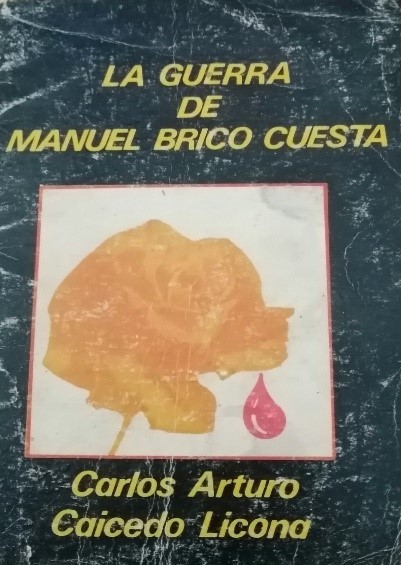 LA GUERRA
DE
MANUEL BRICO CUESTA
Carlos Arturo
Caicedo Licona